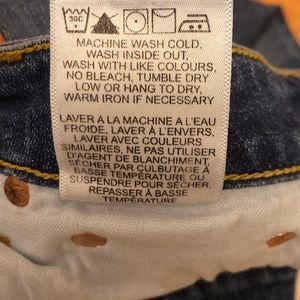 30C
MACHINE WASH COLD,
WASH INSIDE OUT,
WASH WITH LIKE COLOURS,
NO BLEACH, TUMBLE DRY
LOW OR HANG TO DRY,
WARM IRON IF NECESSARY
LAVER A LA MACHINE A L'EAU
FROIDE, LAVER À L'ENVERS,
LAVER AVEC COULEURS
SIMILAIRES, NE PAS UTILISER
D'AGENT DE BLANCHIMENT,
SÉCHER PAR CULBUTAGE À
BASSE TEMPÉRATURE OU
SUSPENDRE POUR SÉCHER,
REPASSER À BASSE
TEMPÉRATURE